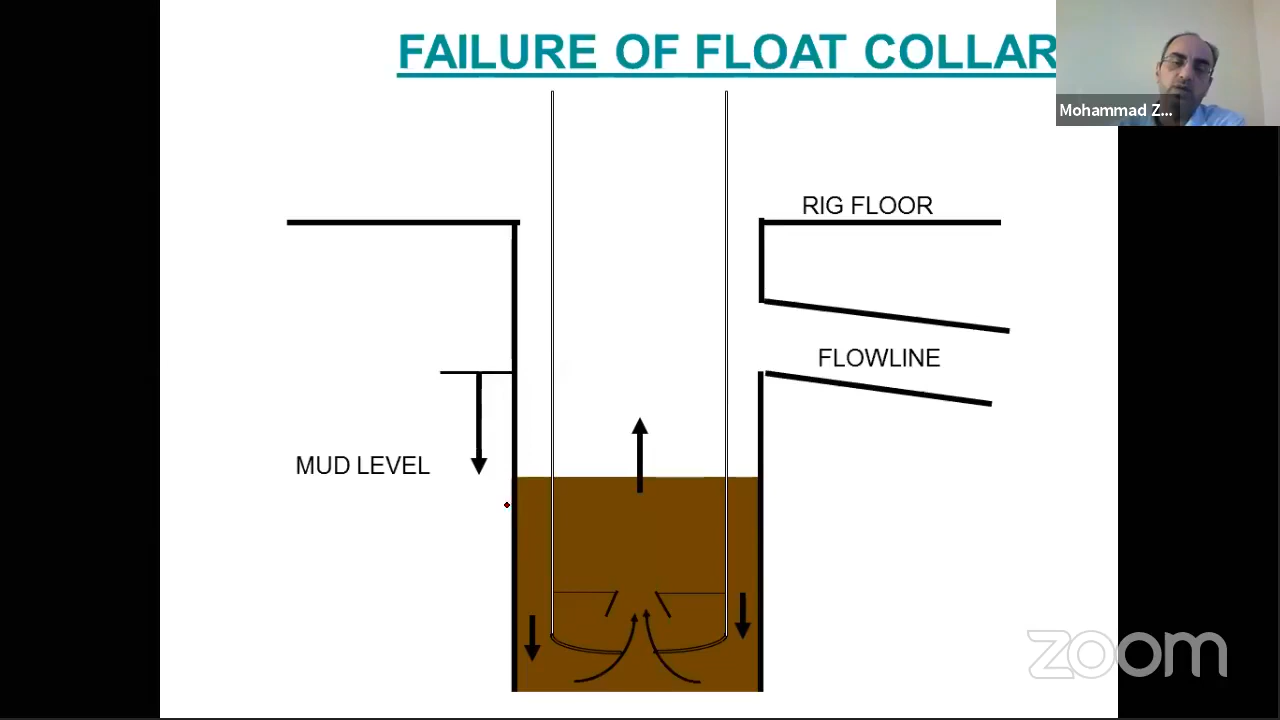 FAILURE OF FLOAT COLLAR
Mohammad Z...
RIG FLOOR
FLOWLINE
MUD LEVEL
zoom